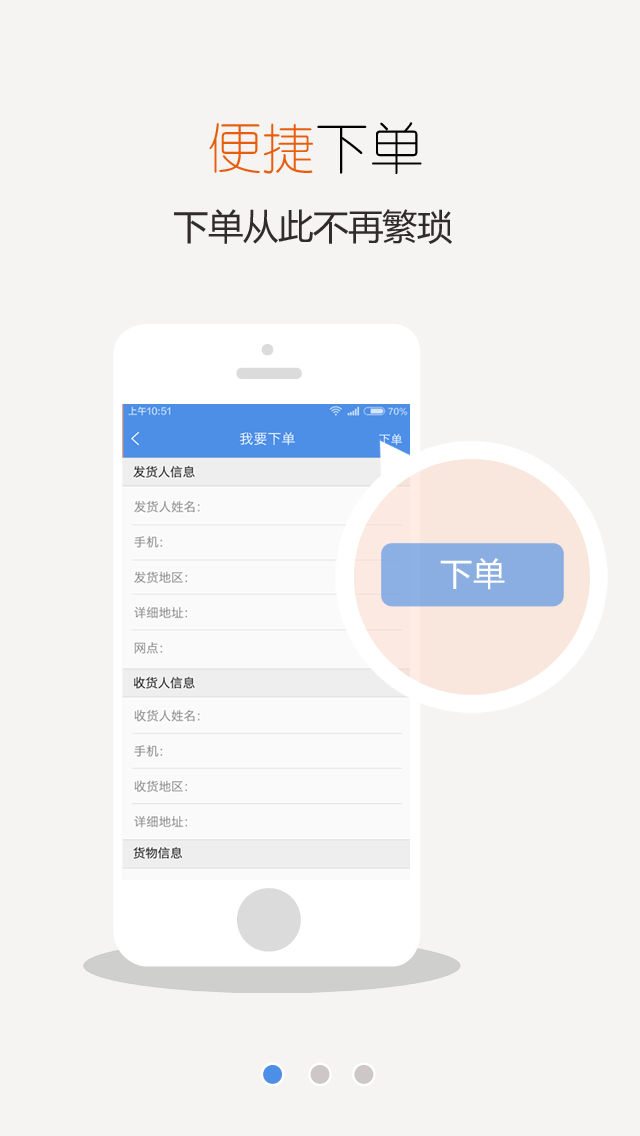 便捷下单
下单从此不再繁琐
上午10:51 70%
我要下单 下单
发货人信息
发货人姓名:
手机:
发货地区:
详细地址:
网点:
下单
收货人信息
收货人姓名:
手机:
收货地区:
详细地址:
货物信息